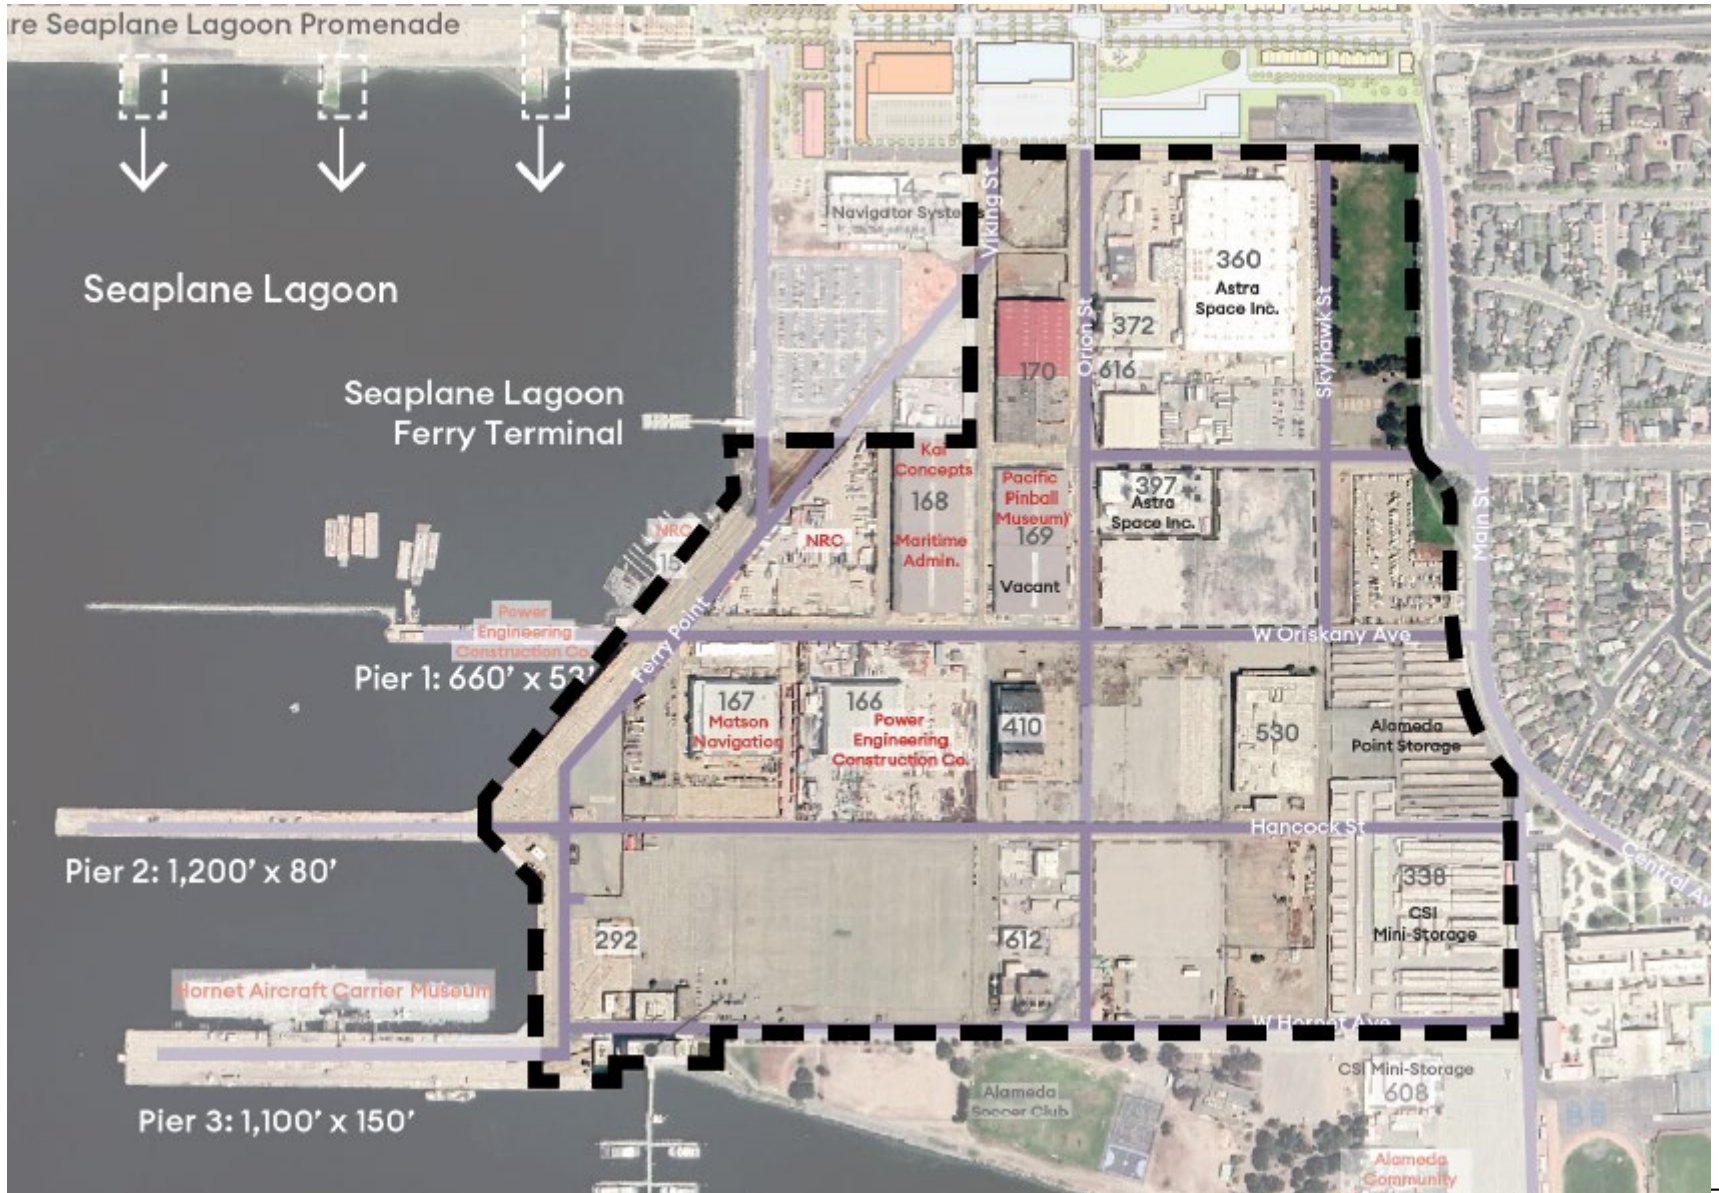 re Seaplane Lagoon Promenade
14
Navigator Systems
Viking St
Seaplane Lagoon
360
Astra
Space Inc.
Orion St
372
Skyhawk St
170
616
Seaplane Lagoon
Ferry Terminal
Kai
Concepts
168
Maritime
Admin.
Pacific
Pinball
Museum)
169
Vacant
397
Astra
Space Inc.
Main St
NRC
15
NRC
Power
Engineering
Construction Co.
Ferry Point
W Oriskany Ave
Pier 1: 660' x 53'
167
Matson
Navigation
166
Power
Engineering
Construction Co.
410
530
Alameda
Point Storage
Hancock St
Pier 2: 1,200' x 80'
Central Av
338
CSI
Mini-Storage
292
612
Hornet Aircraft Carrier Museum
W Hornet Ave
Pier 3: 1,100' x 150'
Alameda
Soccer Club
CSI Mini-Storage
608
Alameda
Community